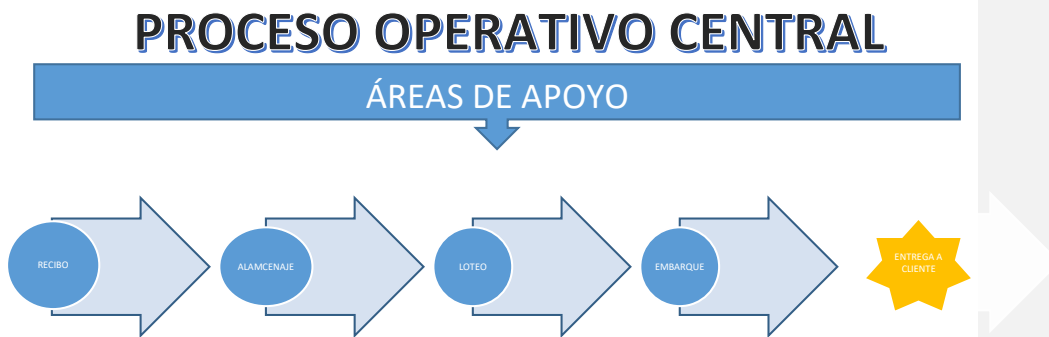 PROCESO OPERATIVO CENTRAL
ÁREAS DE APOYO
RECIBO
ALAMCENAJE
LOTEO
EMBARQUE
ENTREGA A
CLIENTE